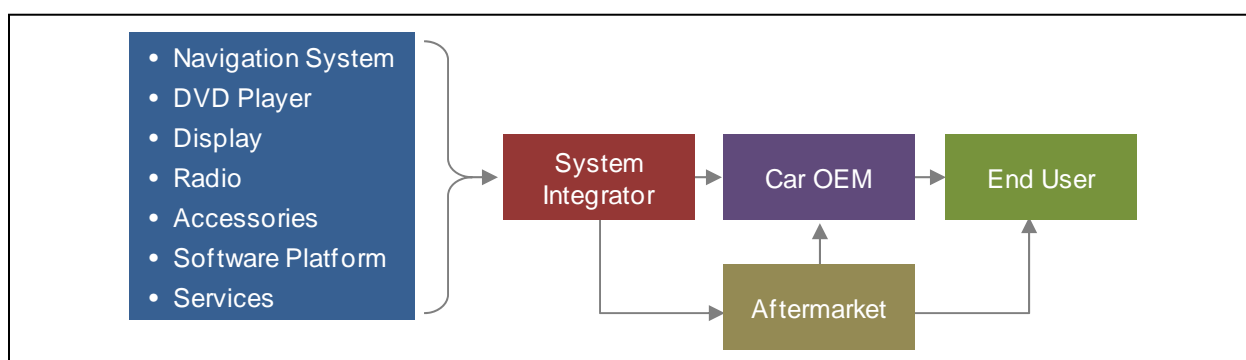 • Navigation System
• DVD Player
• Display
• Radio
• Accessories
• Software Platform
• Services
System
Integrator
Car OEM
End User
Aftermarket